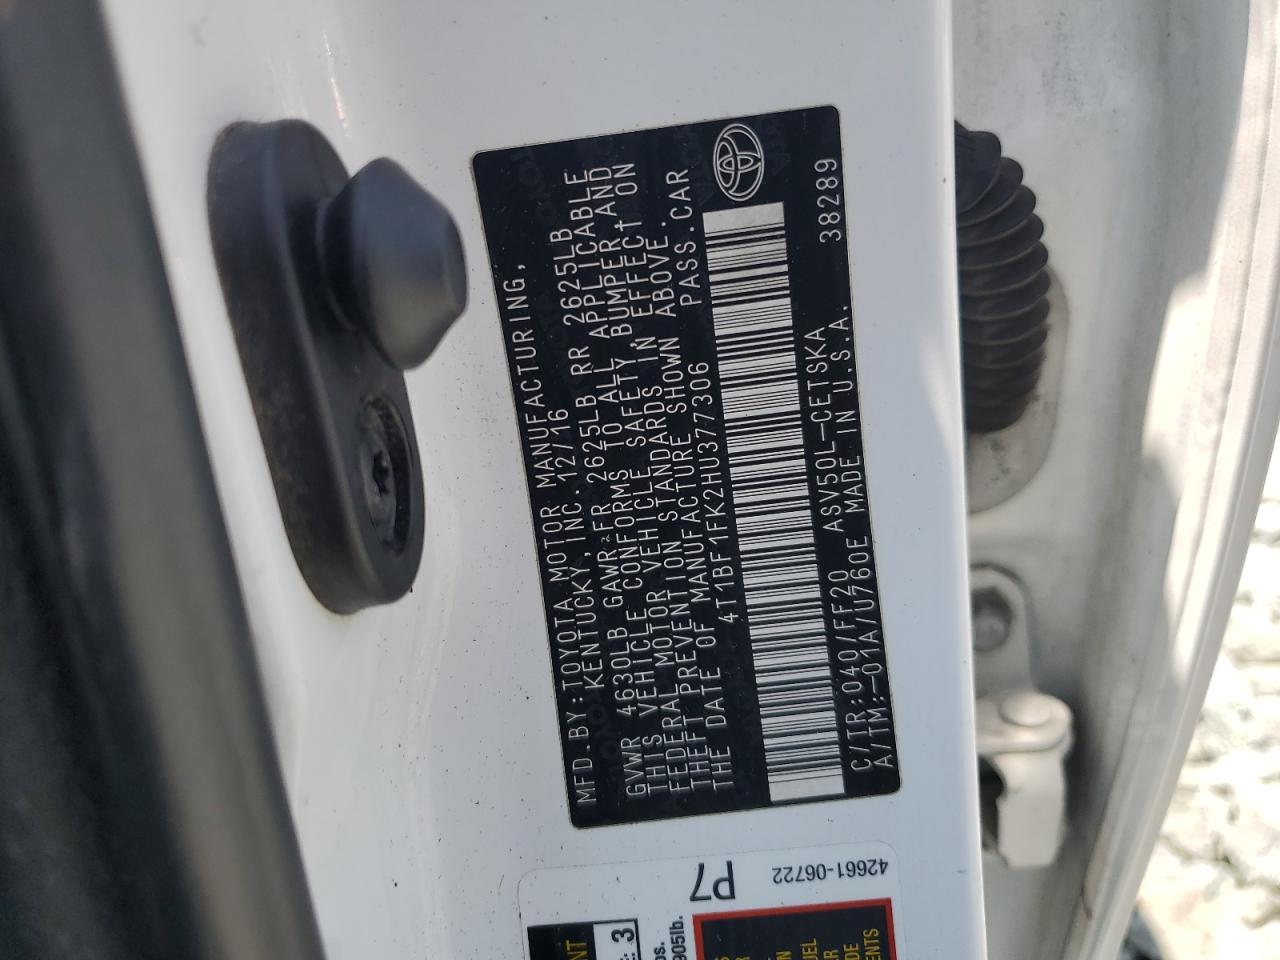 MFD.BY:TOYOTA MOTOR MANUFACTURING,
KENTUCKY,INC. 12/16
GVWR 4630LB GAWR FR 2625LB RR 2625LB
THIS VEHICLE CONFORMS TO ALL APPLICABLE
FEDERAL MOTOR VEHICLE SAFETY,BUMPER,AND
THEFT PREVENTION STANDARDS IN EFFECT ON
THE DATE OF MANUFACTURE SHOWN ABOVE.
4T1BF1FK2HU377306 PASS.CAR
C/TR:040/FF20 ASV50L-CETSKA 38289
A/TM:-01A/U760E MADE IN U.S.A.
P7
42661-06722
3
905lb.